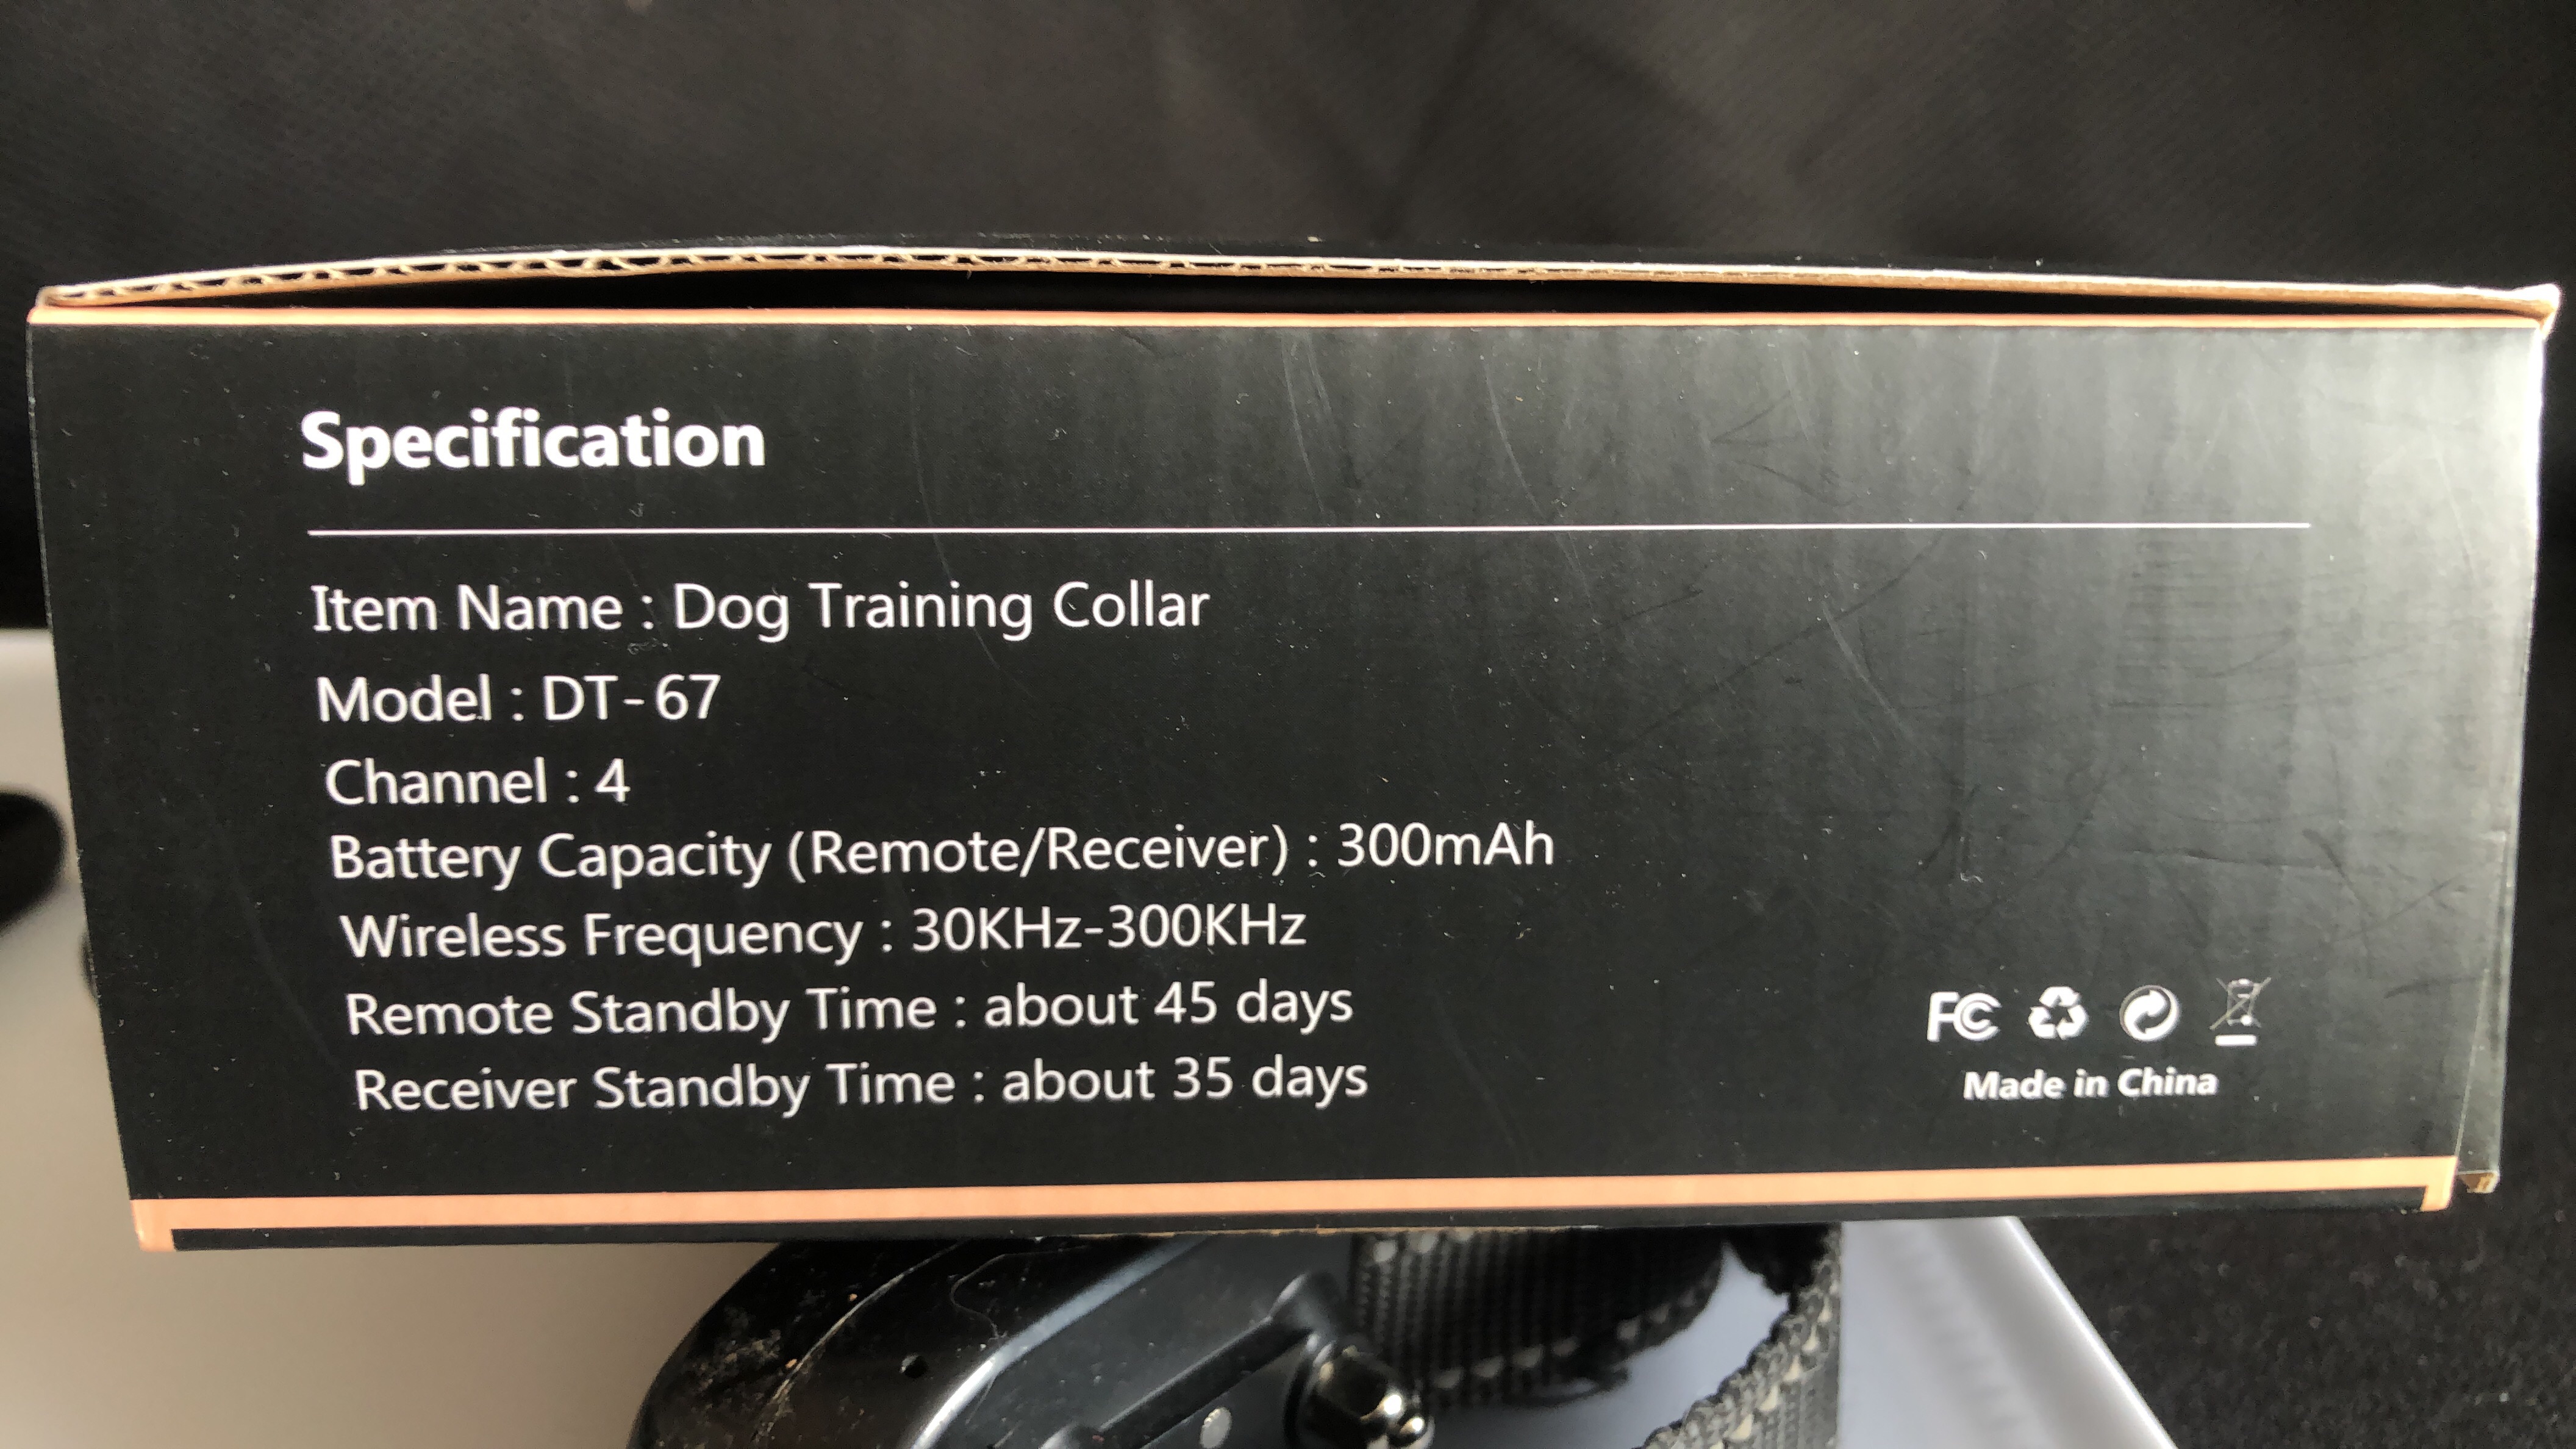 Specification
Item Name : Dog Training Collar
Model : DT-67
Channel : 4
Battery Capacity (Remote/Receiver) : 300mAh
Wireless Frequency : 30KHz-300KHz
Remote Standby Time : about 45 days
Receiver Standby Time : about 35 days
FC
Made in China